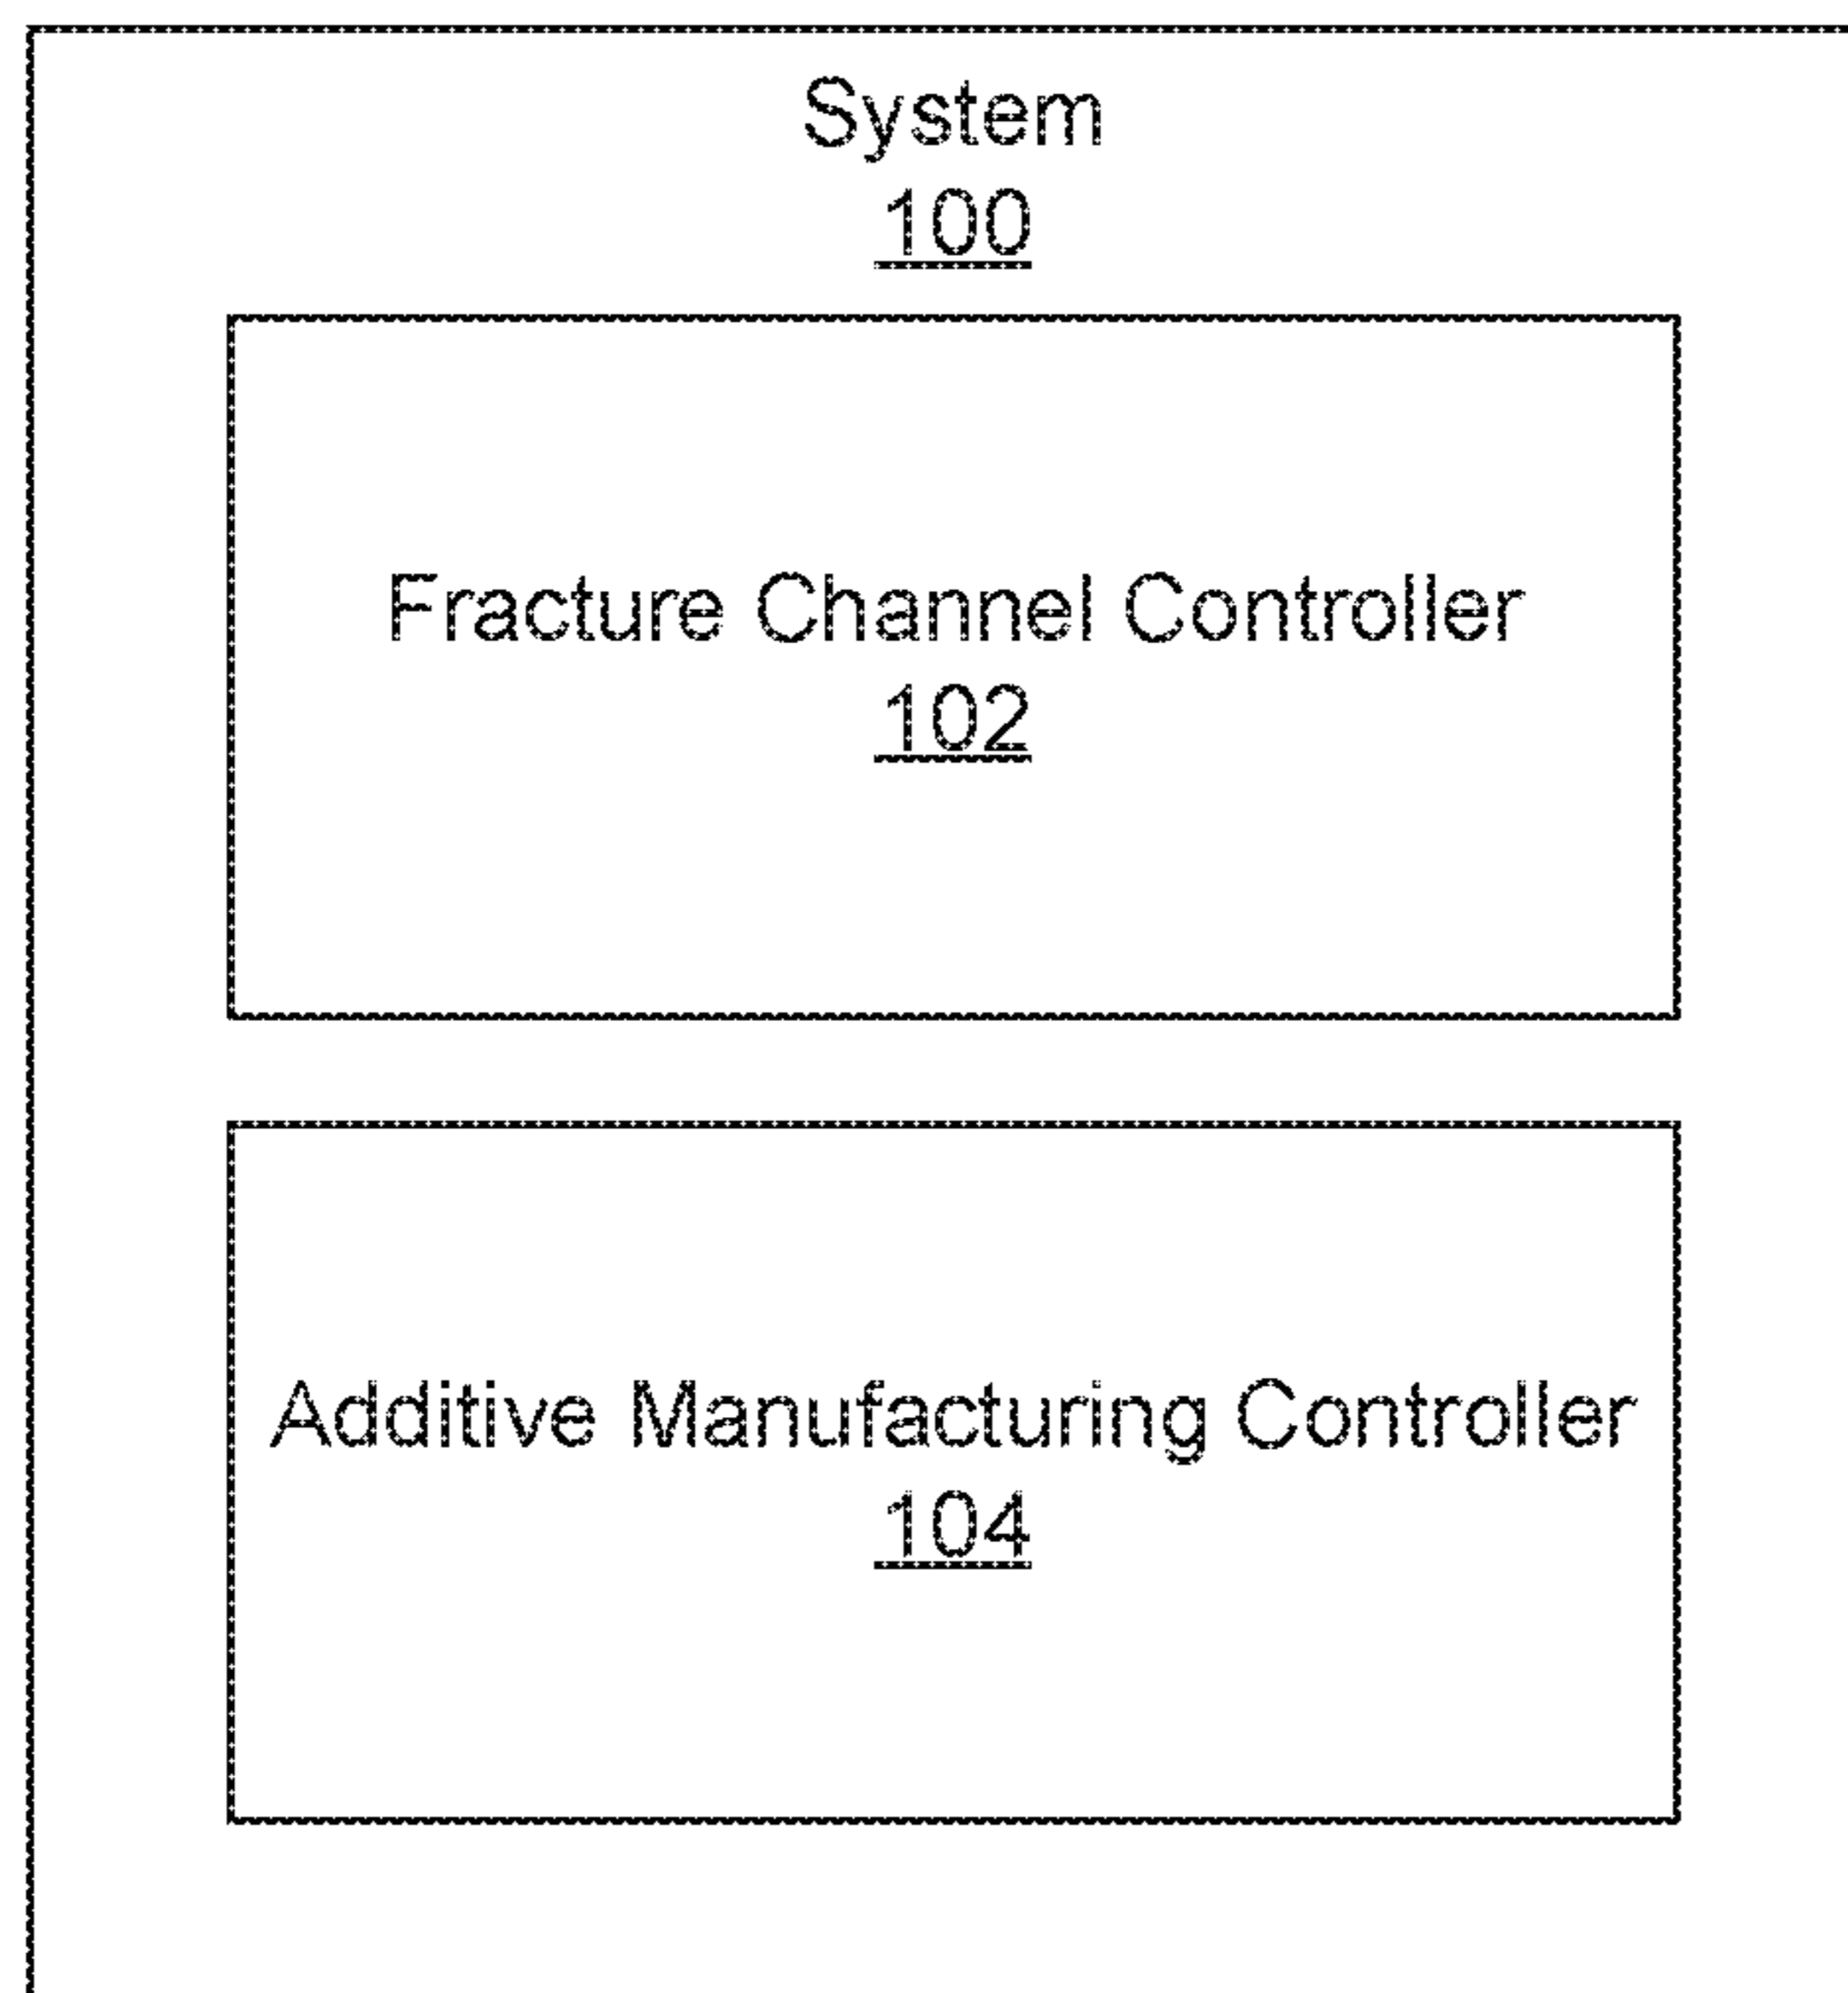 System
100
Fracture Channel Controller
102
Additive Manufacturing Controller
104